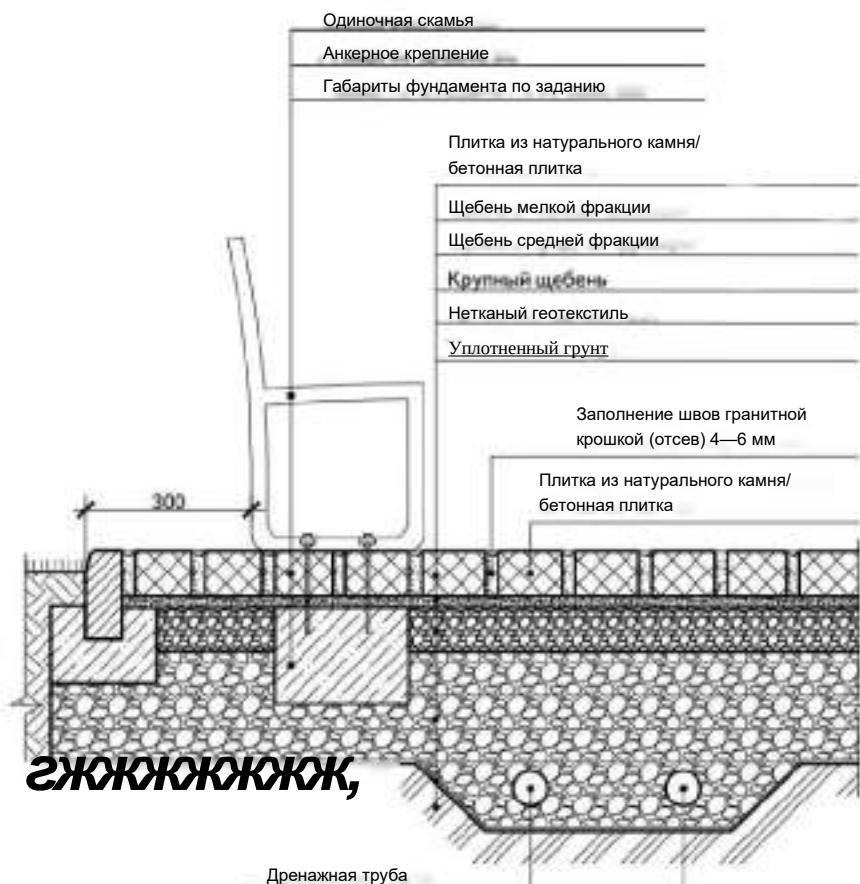 Одиночная скамья
Анкерное крепление
Габариты фундамента по заданию
Плитка из натурального камня/
бетонная плитка
Щебень мелкой фракции
Щебень средней фракции
Крупный щебень
Нетканый геотекстиль
Уплотненный грунт
Заполнение швов гранитной
крошкой (отсев) 4—6 мм
Плитка из натурального камня/
бетонная плитка
300
гжжжжжжж,
Дренажная труба